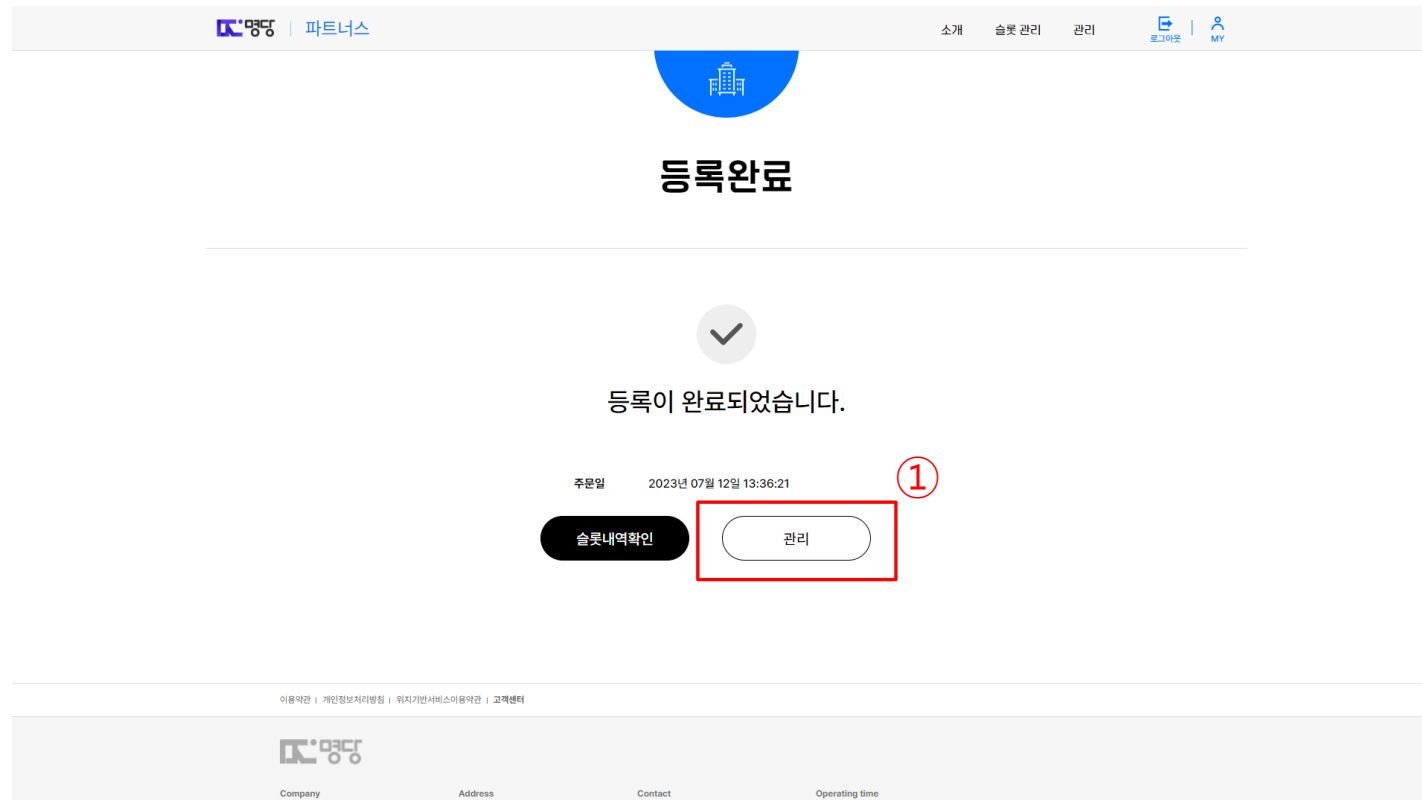 명당 파트너스 소개 슬롯 관리 관리 로그아웃 MY
등록완료
등록이 완료되었습니다.
주문일 2023년 07월 12일 13:36:21
①
슬롯내역확인 관리
이용약관 | 개인정보처리방침 | 위치기반서비스이용약관 | 고객센터
명당
Company Address Contact Operating time